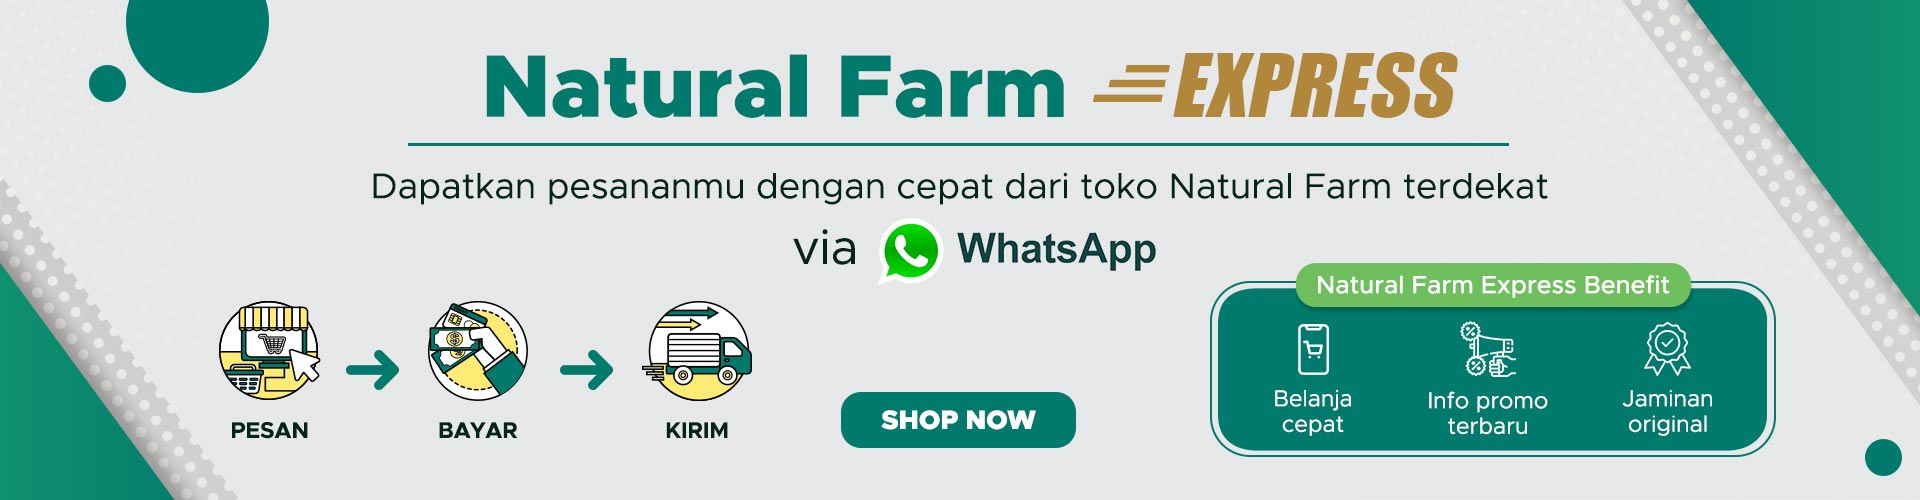 Natural Farm EXPRESS
Dapatkan pesananmu dengan cepat dari toko Natural Farm terdekat
via WhatsApp
PESAN
BAYAR
KIRIM
SHOP NOW
Natural Farm Express Benefit
Belanja
cepat
Info promo
terbaru
Jaminan
original